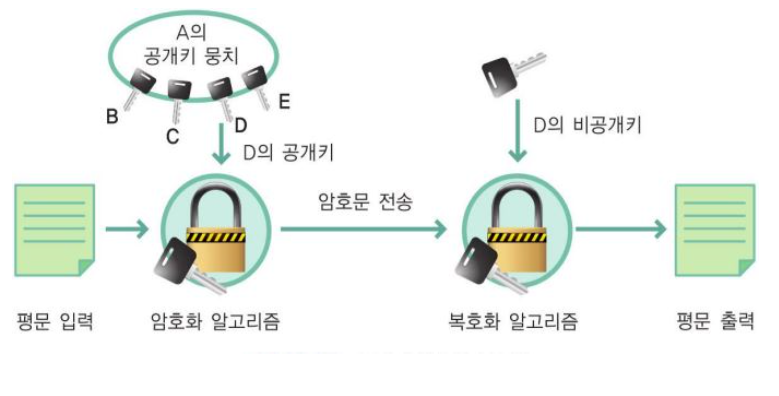 A의
공개키 뭉치
B
C
D
E
D의 공개키
D의 비공개키
암호문 전송
평문 입력
암호화 알고리즘
복호화 알고리즘
평문 출력